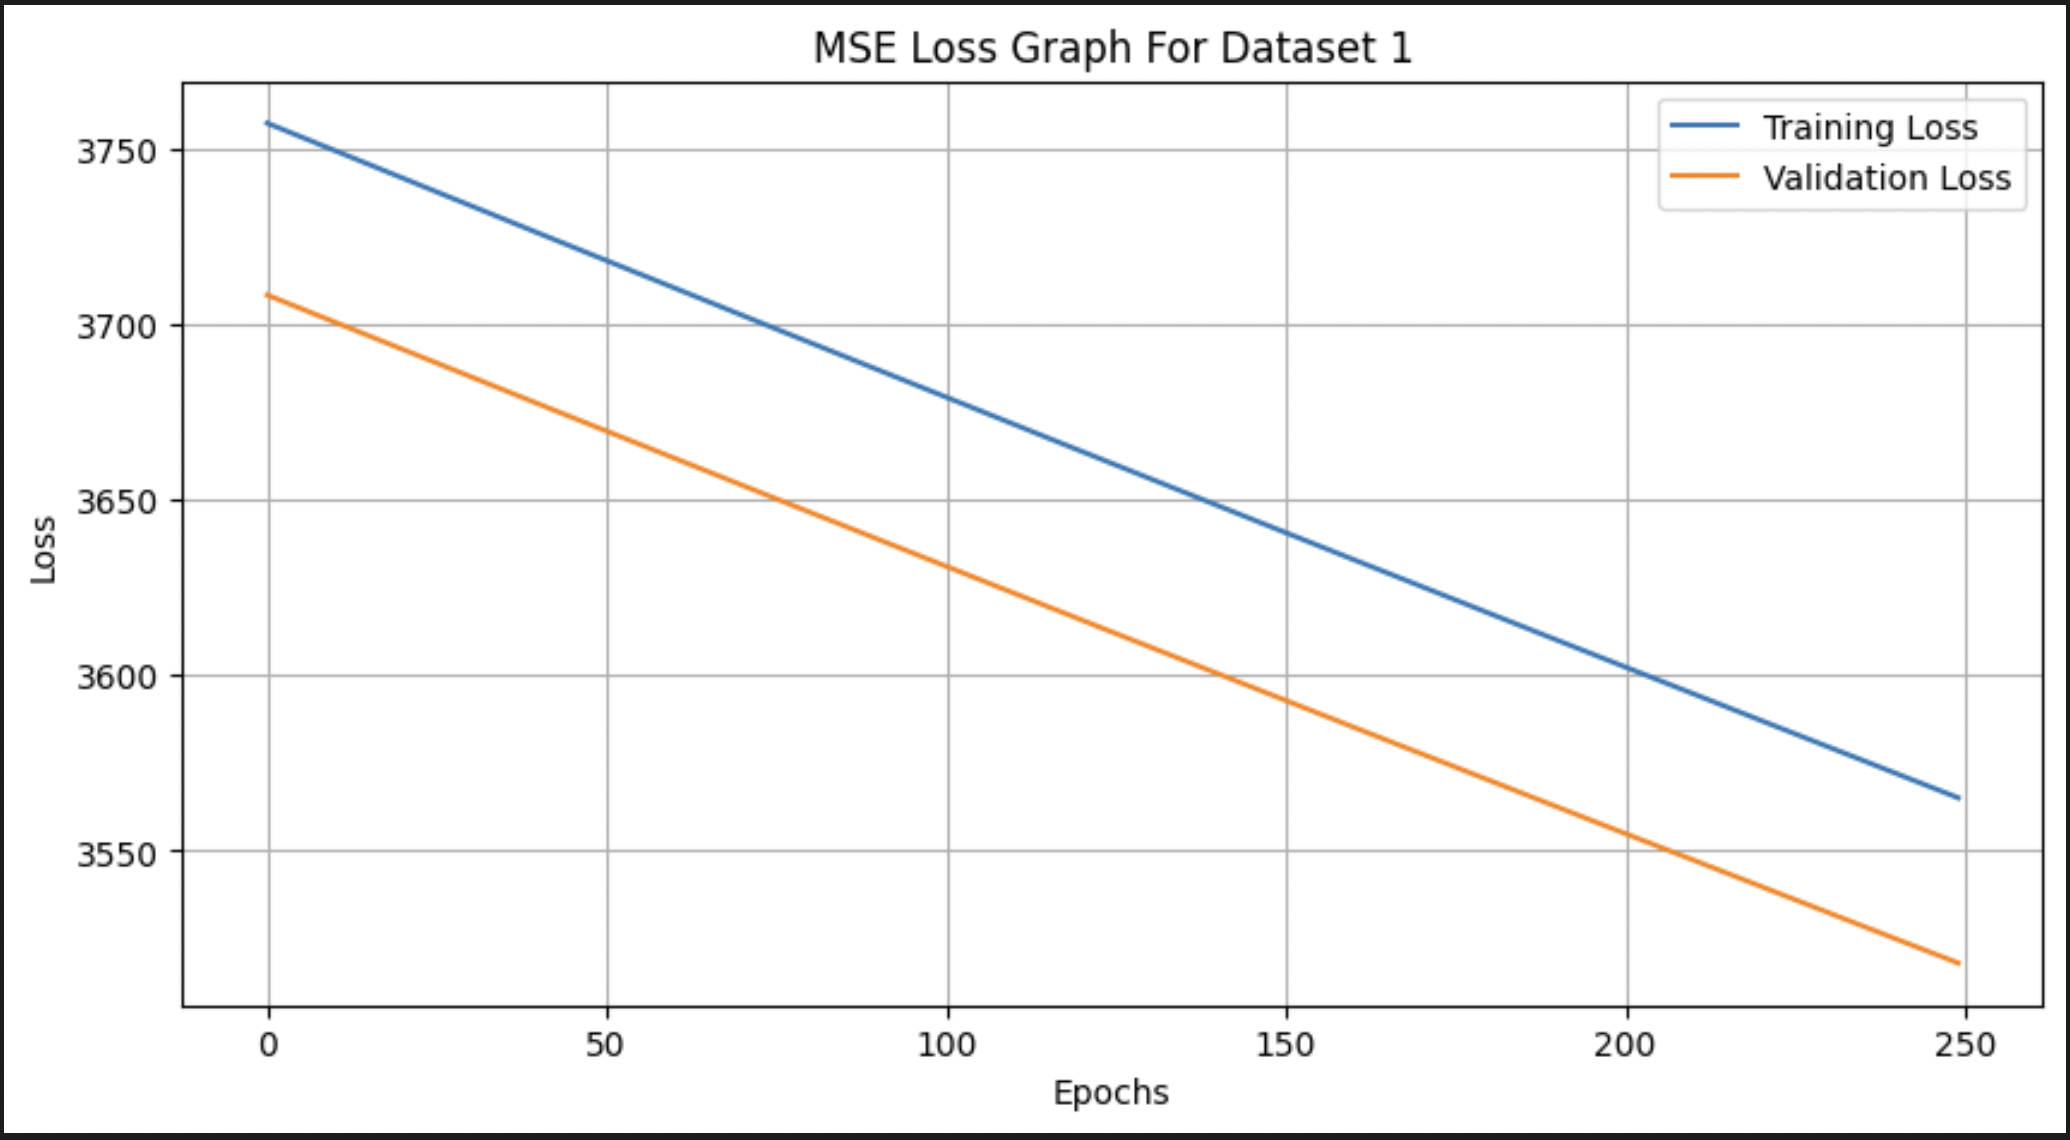 MSE Loss Graph For Dataset 1
Training Loss
Validation Loss
3750
3700
3650
3600
3550
Loss
0 50 100 150 200 250
Epochs